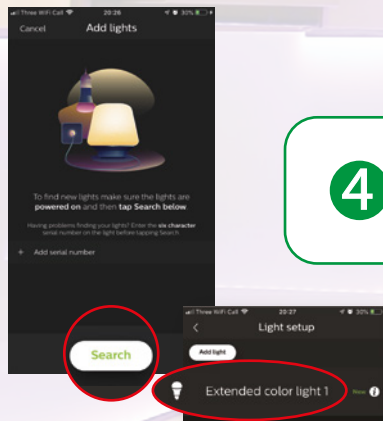 Three WiFi Call 20:26 30%
Cancel Add lights
To find new lights make sure the lights are
powered on and then tap Search below.
Having problems finding your lights? Enter the six character
serial number on the light before tapping Search.
+ Add serial number
Search
4
Three WiFi Call 20:27 30%
< Light setup
Add light
Extended color light 1 New i